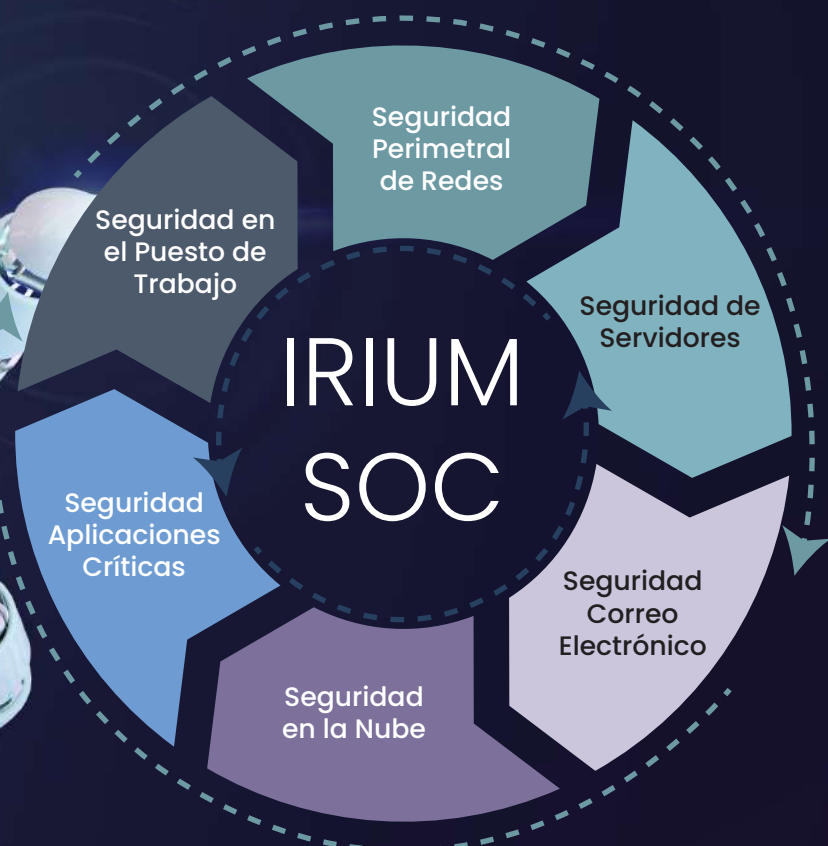 Seguridad
Perimetral
de Redes
Seguridad de
Servidores
Seguridad
Correo
Electrónico
Seguridad
en la Nube
Seguridad
Aplicaciones
Críticas
Seguridad en
el Puesto de
Trabajo
IRIUM
SOC